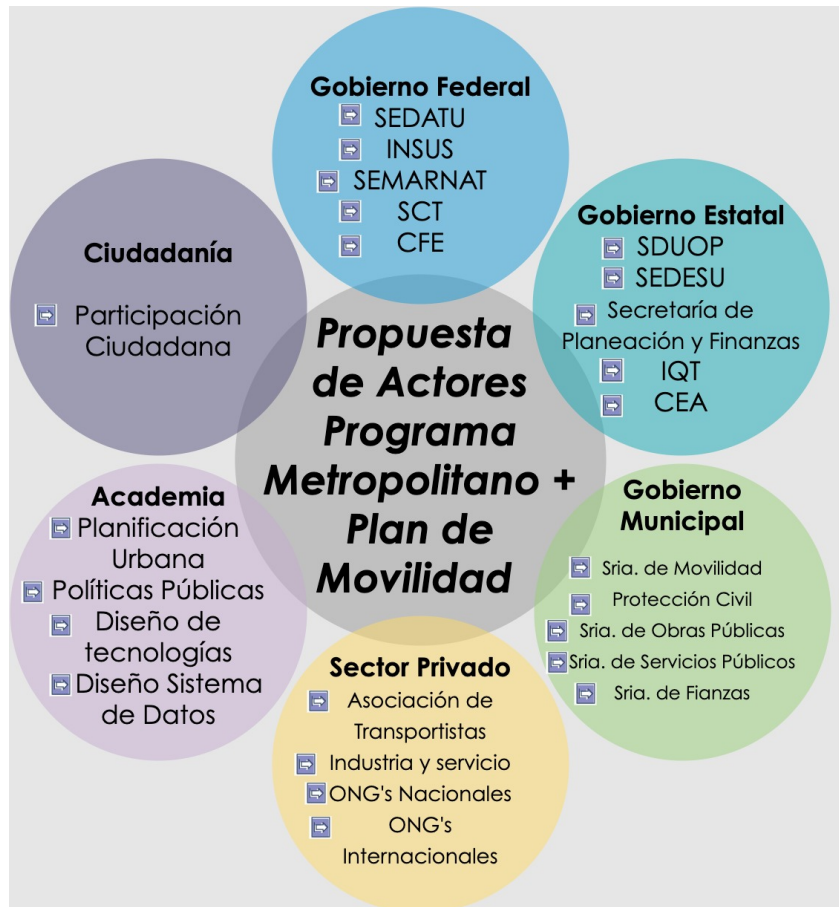 Gobierno Federal
SEDATU
INSUS
SEMARNAT
SCT
CFE
Gobierno Estatal
SDUOP
SEDESU
Secretaría de
Planeación y Finanzas
IQT
CEA
Gobierno
Municipal
Sria. de Movilidad
Protección Civil
Sria. de Obras Públicas
Sria. de Servicios Públicos
Sria. de Fianzas
Sector Privado
Asociación de
Transportistas
Industria y servicio
ONG's Nacionales
ONG's
Internacionales
Academia
Planificación
Urbana
Políticas Públicas
Diseño de
tecnologías
Diseño Sistema
de Datos
Ciudadanía
Participación
Ciudadana
Propuesta
de Actores
Programa
Metropolitano +
Plan de
Movilidad